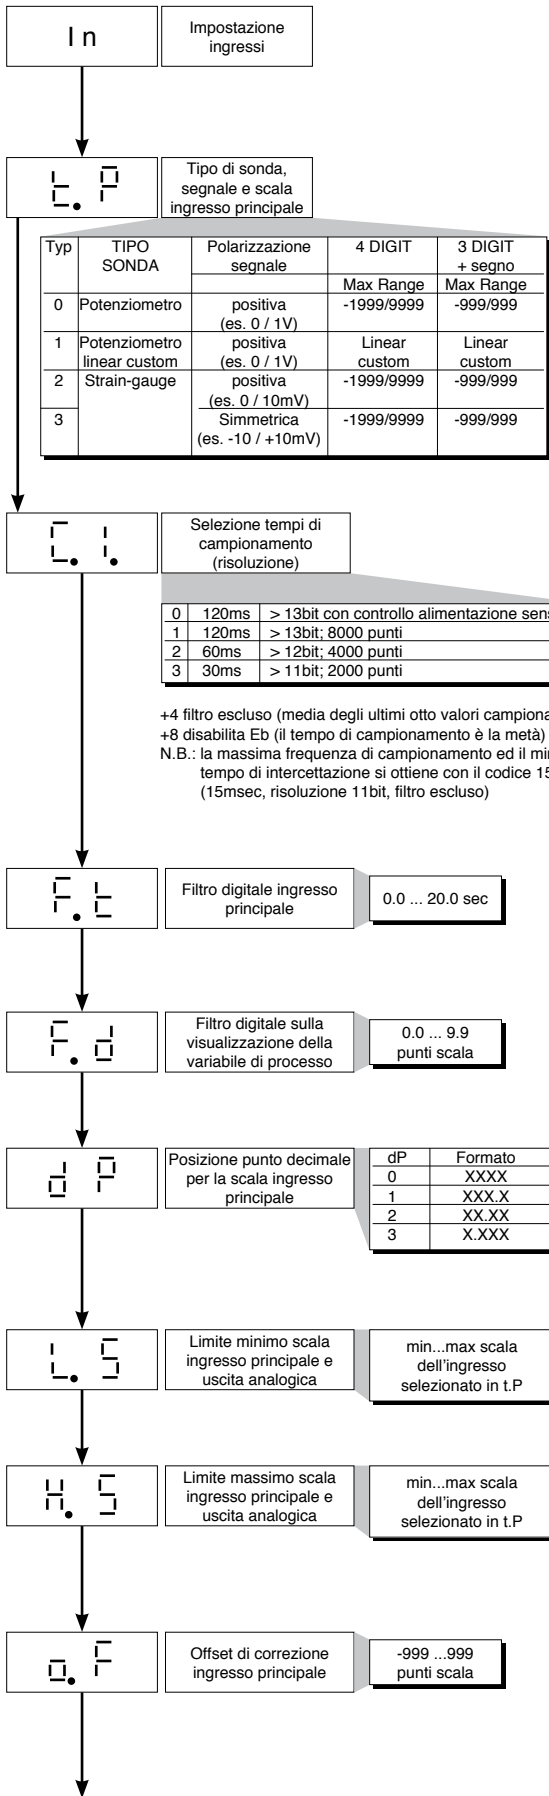 In
Impostazione
ingressi
t.P
Tipo di sonda,
segnale e scala
ingresso principale
Typ TIPO SONDA Polarizzazione segnale 4 DIGIT 3 DIGIT + segno
Max Range Max Range
0 Potenziometro positiva (es. 0 / 1V) -1999/9999 -999/999
1 Potenziometro linear custom positiva (es. 0 / 1V) Linear custom Linear custom
2 Strain-gauge positiva (es. 0 / 10mV) -1999/9999 -999/999
3 Simmetrica (es. -10 / +10mV) -1999/9999 -999/999
C.I.
Selezione tempi di
campionamento
(risoluzione)
0 120ms > 13bit con controllo alimentazione sens
1 120ms > 13bit; 8000 punti
2 60ms > 12bit; 4000 punti
3 30ms > 11bit; 2000 punti
+4 filtro escluso (media degli ultimi otto valori campiona
+8 disabilita Eb (il tempo di campionamento è la metà)
N.B.: la massima frequenza di campionamento ed il mi
tempo di intercettazione si ottiene con il codice 15
(15msec, risoluzione 11bit, filtro escluso)
F.t
Filtro digitale ingresso
principale
0.0 ... 20.0 sec
F.d
Filtro digitale sulla
visualizzazione della
variabile di processo
0.0 ... 9.9
punti scala
d P
Posizione punto decimale
per la scala ingresso
principale
dP Formato
0 XXXX
1 XXX.X
2 XX.XX
3 X.XXX
L.S
Limite minimo scala
ingresso principale e
uscita analogica
min...max scala
dell'ingresso
selezionato in t.P
H.S
Limite massimo scala
ingresso principale e
uscita analogica
min...max scala
dell'ingresso
selezionato in t.P
o.F
Offset di correzione
ingresso principale
-999 ...999
punti scala